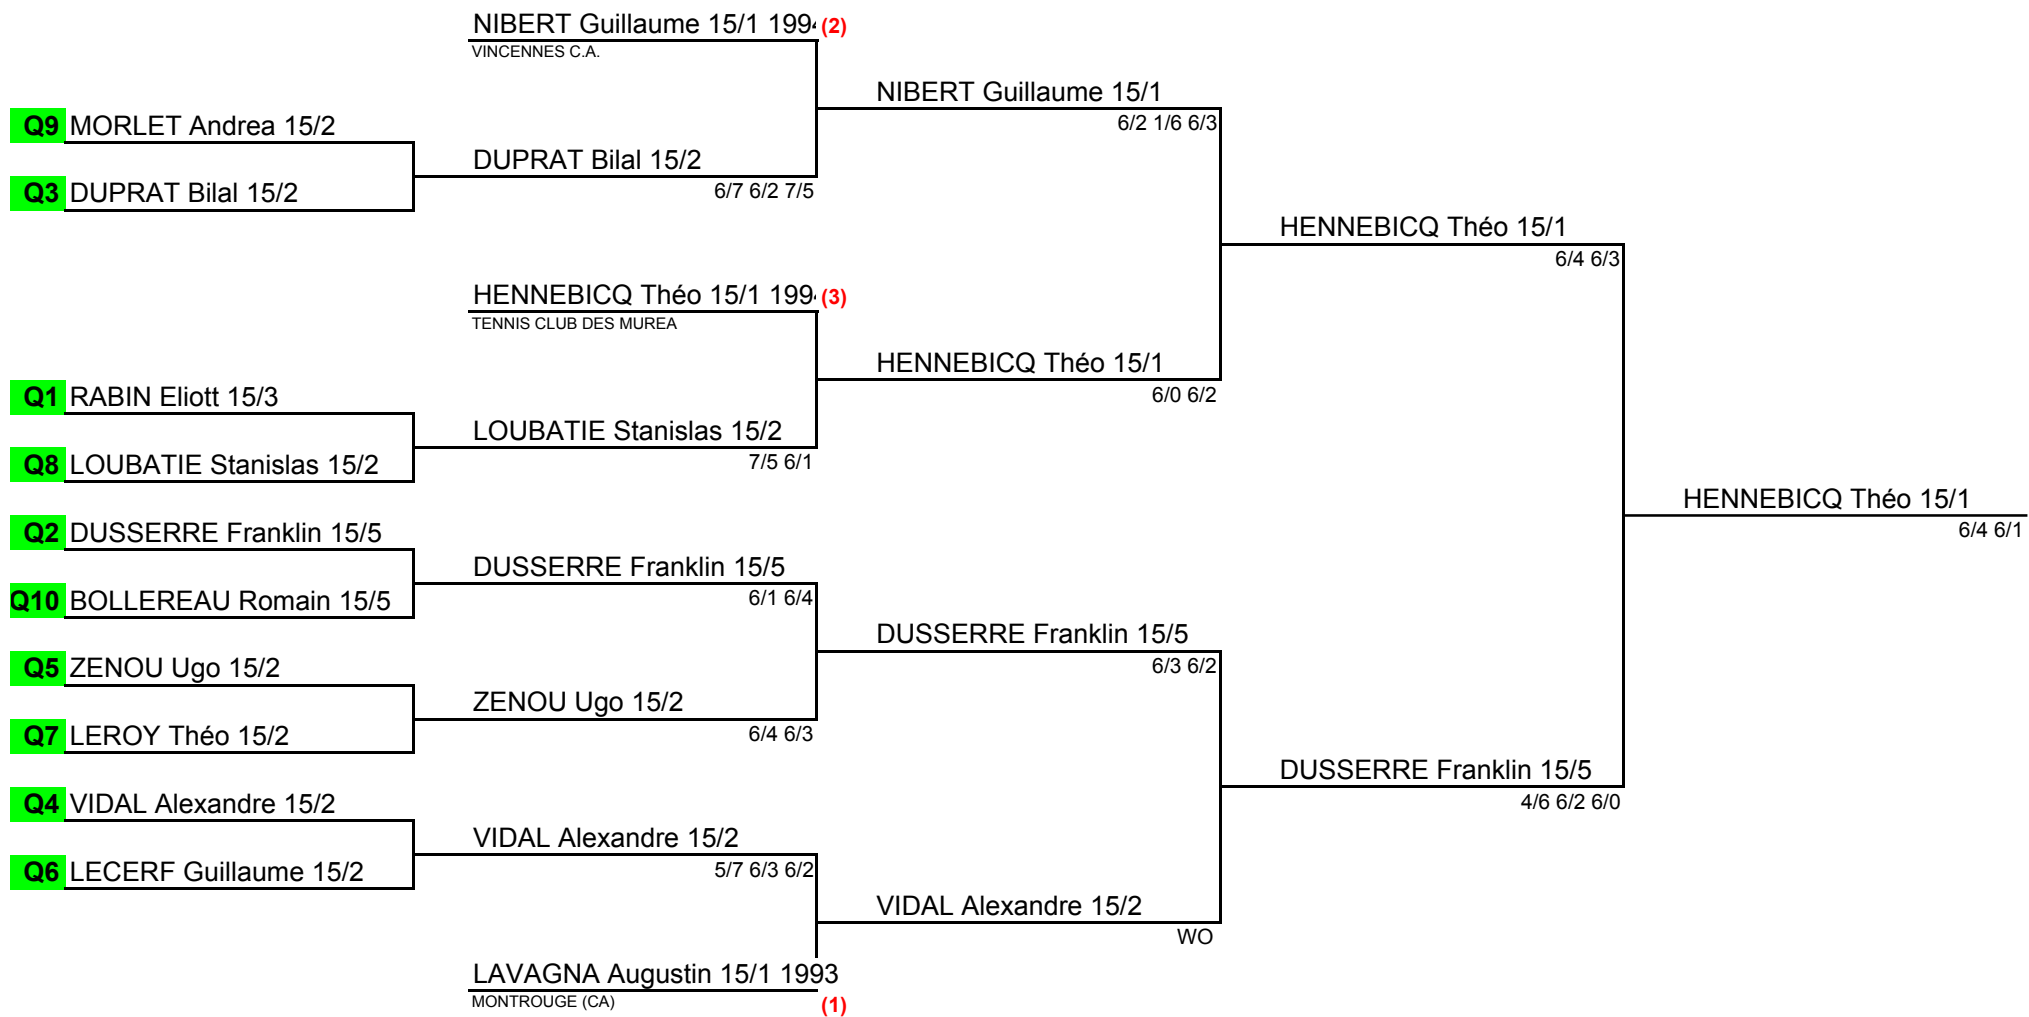 NIBERT Guillaume 15/1 199 (2)
VINCENNES C.A.
NIBERT Guillaume 15/1
6/2 1/6 6/3
Q9 MORLET Andrea 15/2
DUPRAT Bilal 15/2
6/7 6/2 7/5
Q3 DUPRAT Bilal 15/2
HENNEBICQ Théo 15/1
6/4 6/3
HENNEBICQ Théo 15/1 199 (3)
TENNIS CLUB DES MUREA
HENNEBICQ Théo 15/1
6/0 6/2
Q1 RABIN Eliott 15/3
LOUBATIE Stanislas 15/2
7/5 6/1
Q8 LOUBATIE Stanislas 15/2
HENNEBICQ Théo 15/1
6/4 6/1
Q2 DUSSERRE Franklin 15/5
DUSSERRE Franklin 15/5
6/1 6/4
Q10 BOLLEREAU Romain 15/5
DUSSERRE Franklin 15/5
6/3 6/2
Q5 ZENOU Ugo 15/2
ZENOU Ugo 15/2
6/4 6/3
Q7 LEROY Théo 15/2
DUSSERRE Franklin 15/5
4/6 6/2 6/0
Q4 VIDAL Alexandre 15/2
VIDAL Alexandre 15/2
5/7 6/3 6/2
Q6 LECERF Guillaume 15/2
VIDAL Alexandre 15/2
WO
LAVAGNA Augustin 15/1 1993
MONTROUGE (CA) (1)